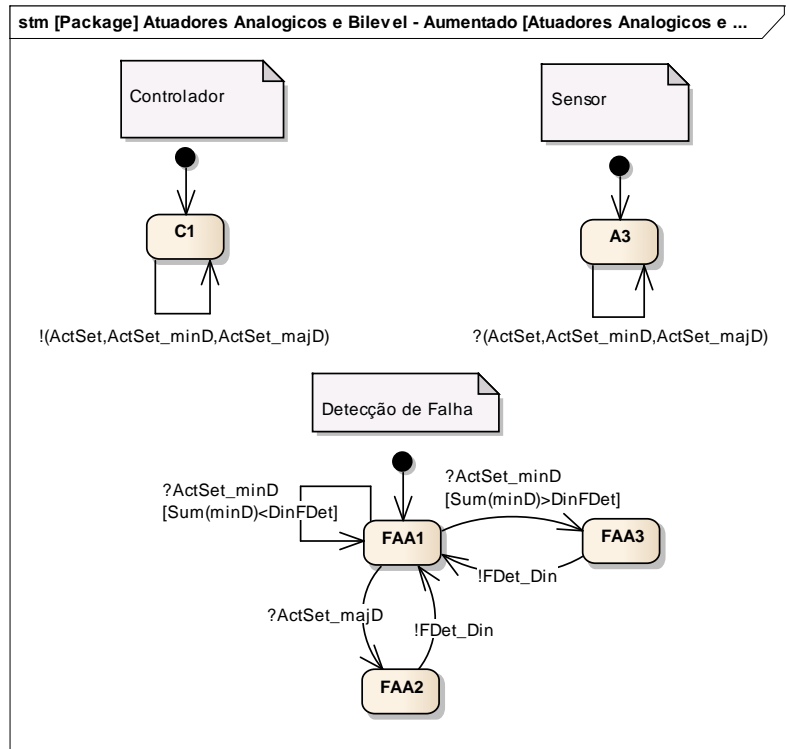 stm [Package] Atuadores Analogicos e Bilevel - Aumentado [Atuadores Analogicos e ...
Controlador
Sensor
C1
A3
!(ActSet,ActSet_minD,ActSet_majD)
?(ActSet,ActSet_minD,ActSet_majD)
Detecção de Falha
?ActSet_minD
[Sum(minD)<DinFDet]
?ActSet_minD
[Sum(minD)>DinFDet]
FAA1
FAA3
!FDet_Din
?ActSet_majD
!FDet_Din
FAA2